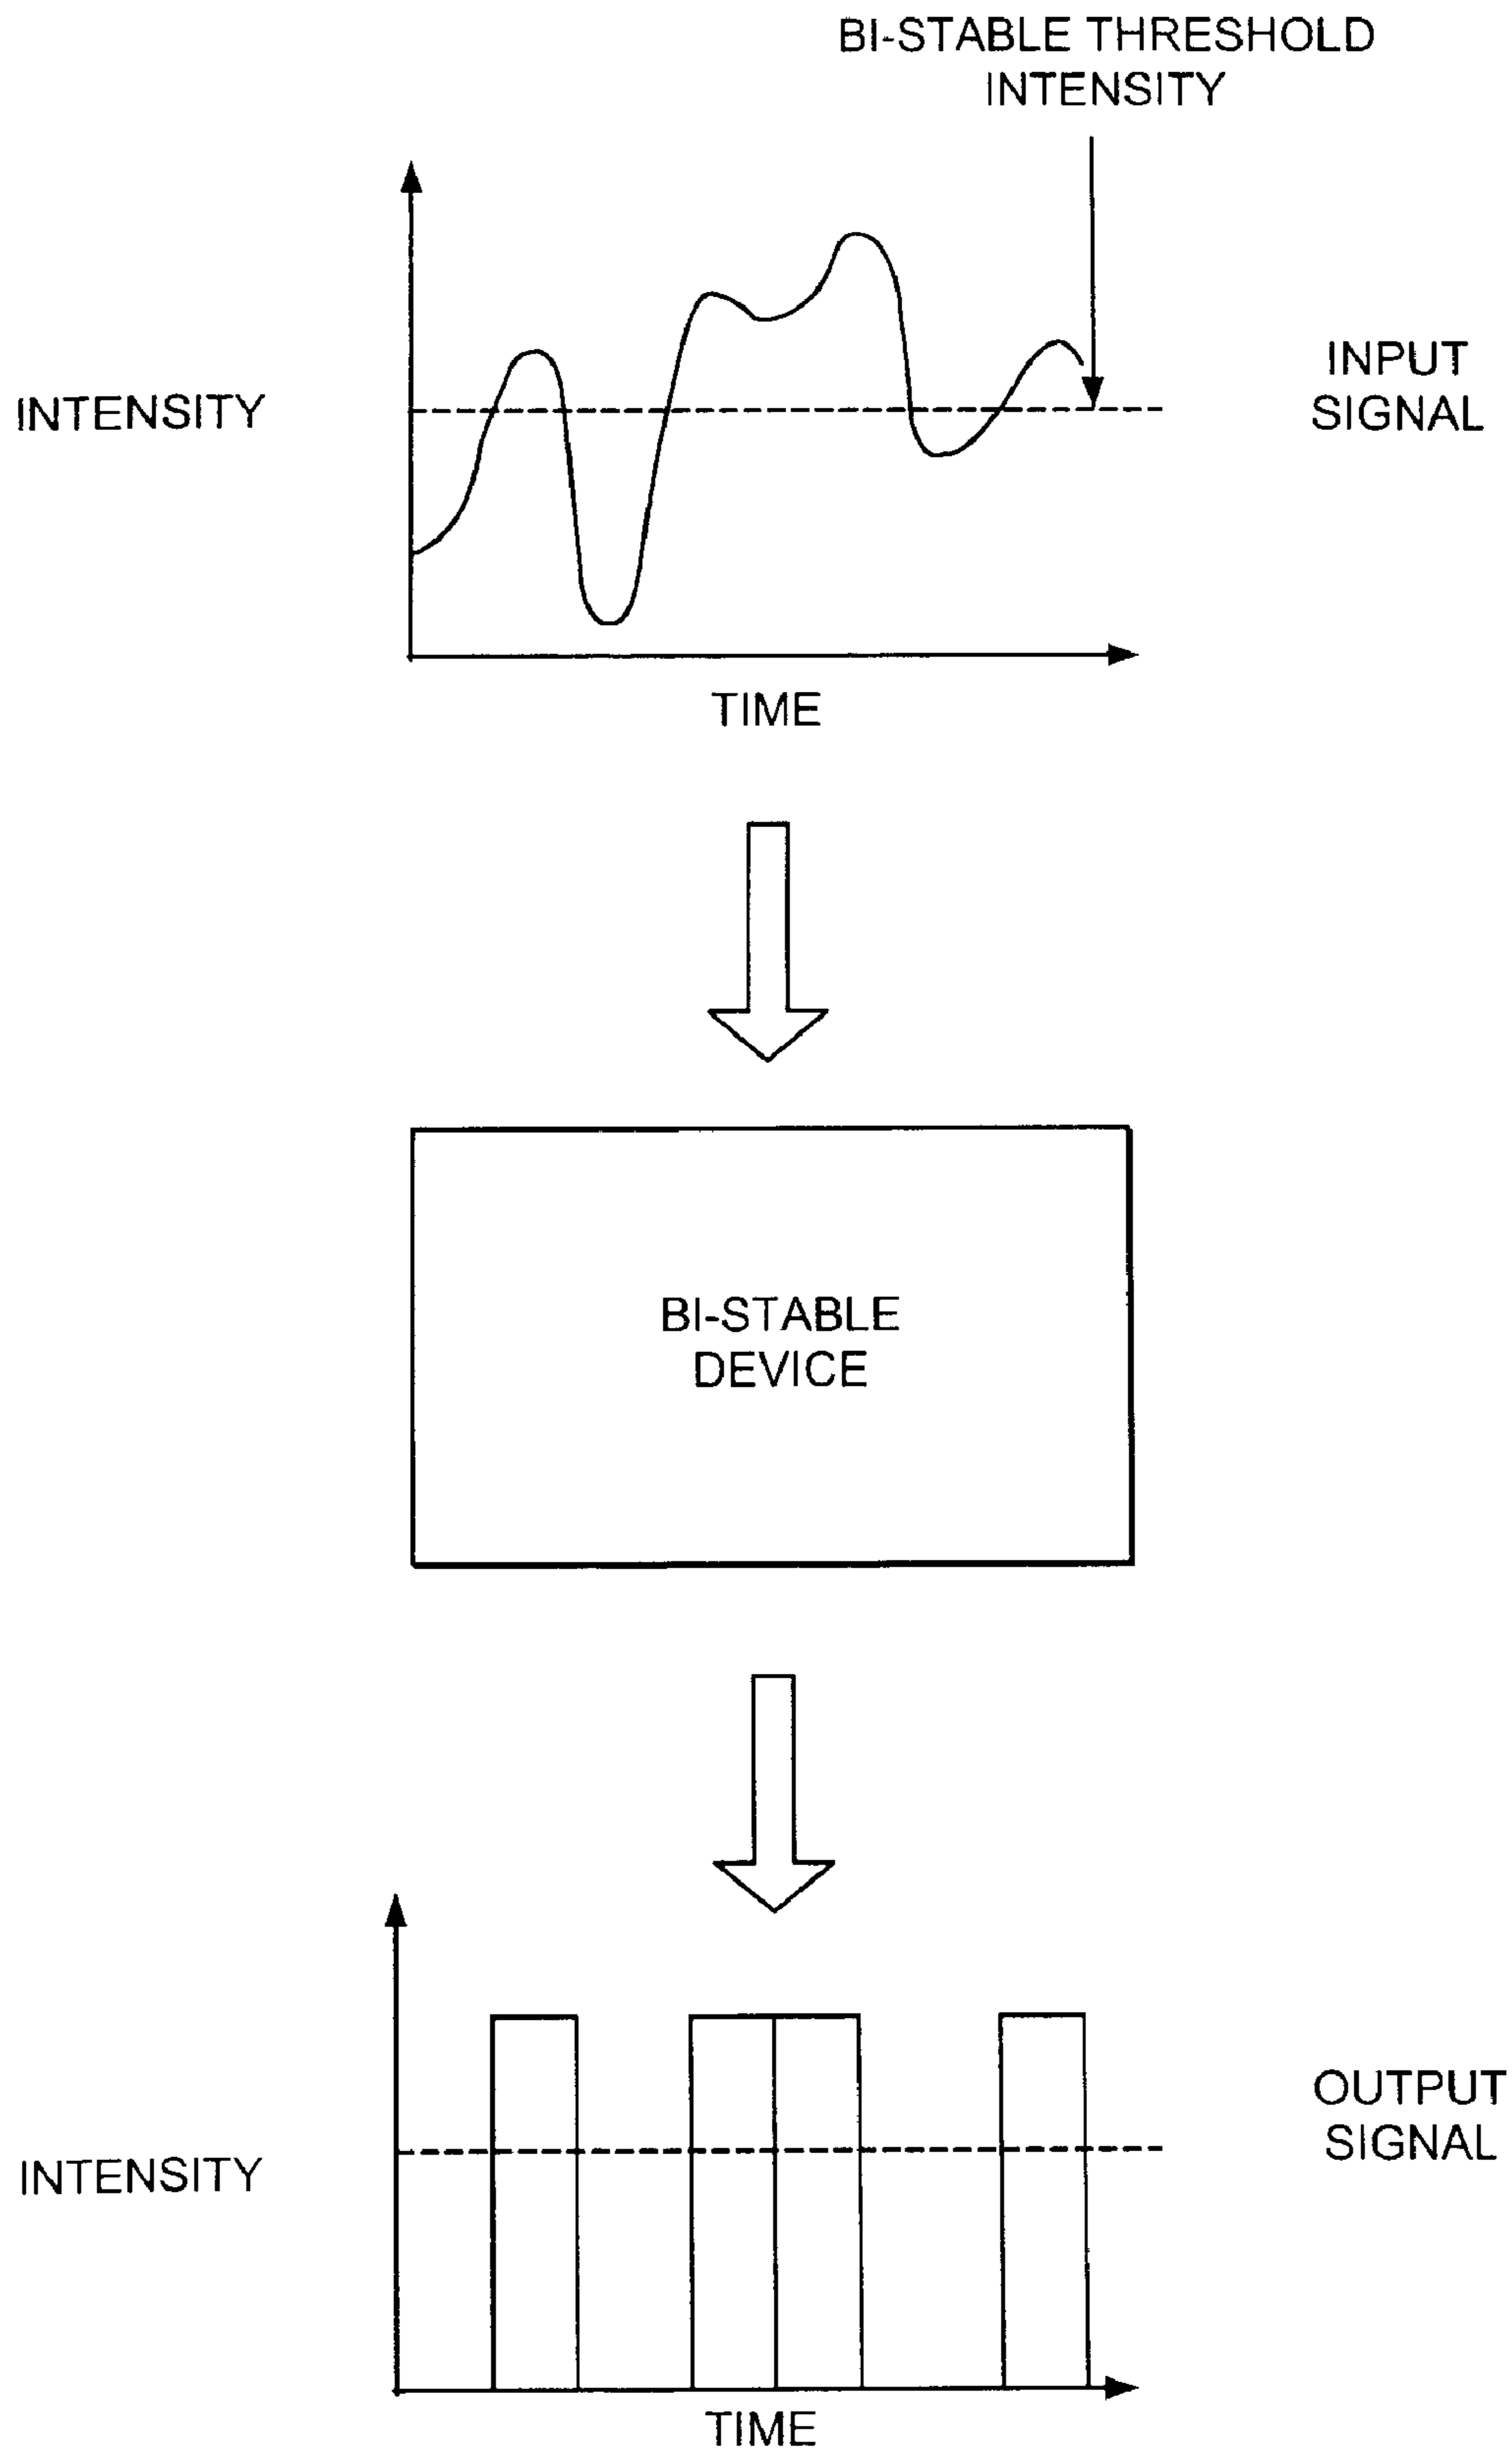 BI-STABLE THRESHOLD
INTENSITY
INTENSITY
INPUT
SIGNAL
TIME
BI-STABLE
DEVICE
OUTPUT
SIGNAL
INTENSITY
TIME